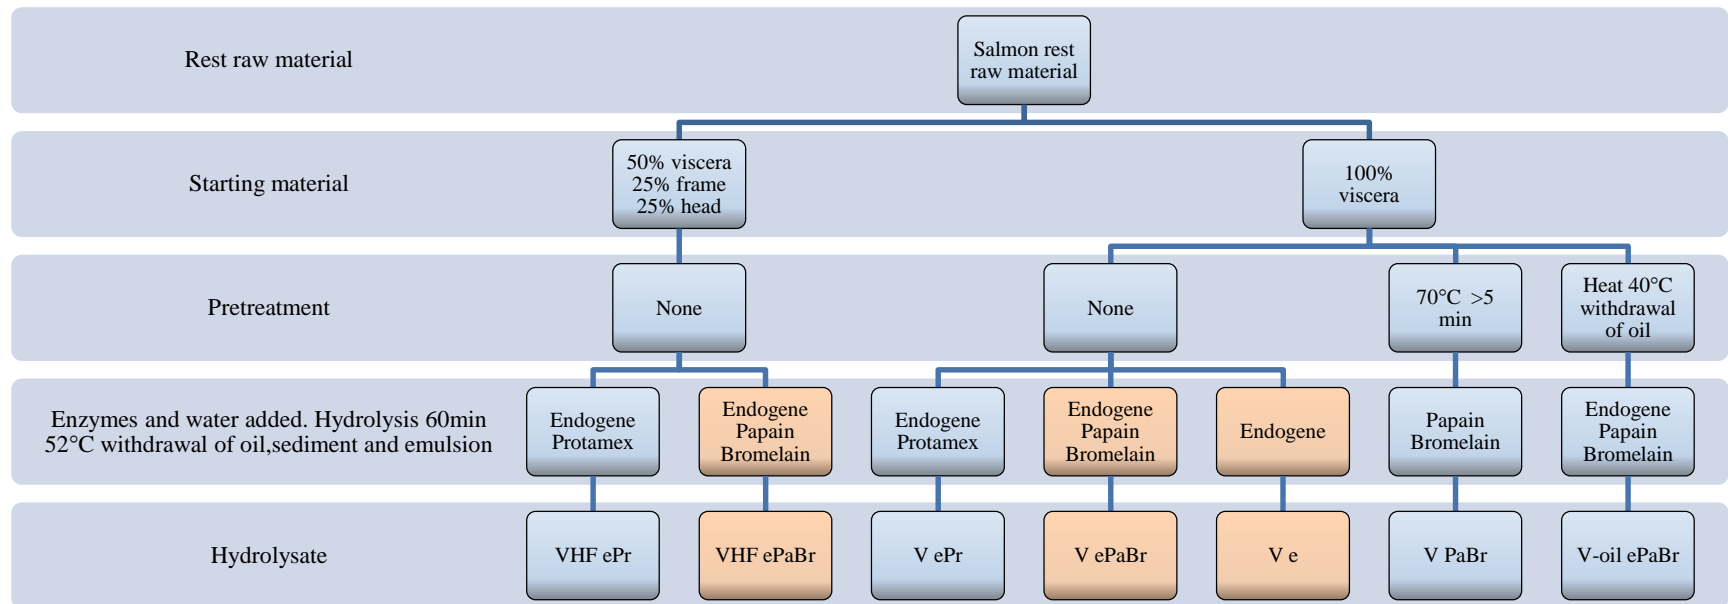 Rest raw material
Salmon rest
raw material
Starting material
50% viscera
25% frame
25% head
100%
viscera
Pretreatment
None
None
70°C >5
min
Heat 40°C
withdrawal
of oil
Enzymes and water added. Hydrolysis 60min
52°C withdrawal of oil,sediment and emulsion
Endogene
Protamex
Endogene
Papain
Bromelain
Endogene
Protamex
Endogene
Papain
Bromelain
Endogene
Papain
Bromelain
Endogene
Papain
Bromelain
Hydrolysate
VHF ePr
VHF ePaBr
V ePr
V ePaBr
V e
V PaBr
V-oil ePaBr